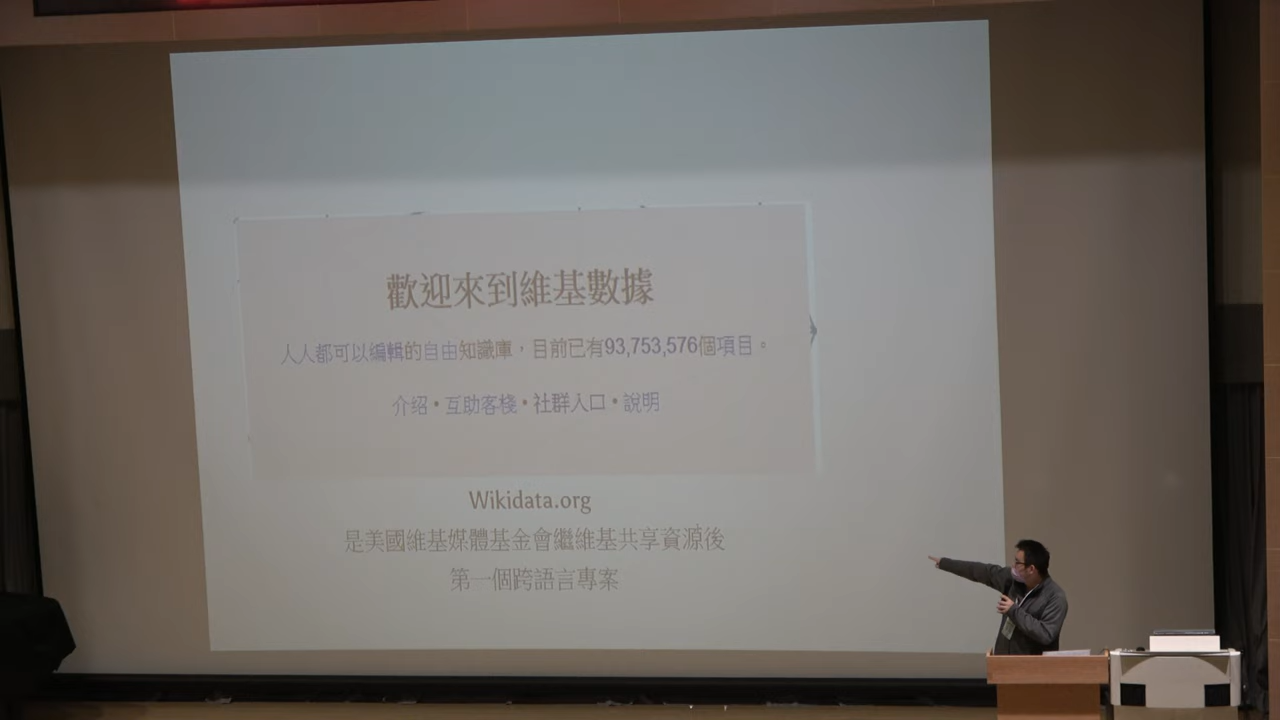 歡迎來到維基數據
人人都可以編輯的自由知識庫，目前已有93,753,576個項目。
介绍•互助客棧•社群入口•說明
Wikidata.org
是美國維基媒體基金會繼維基共享資源後
第一個跨語言專案